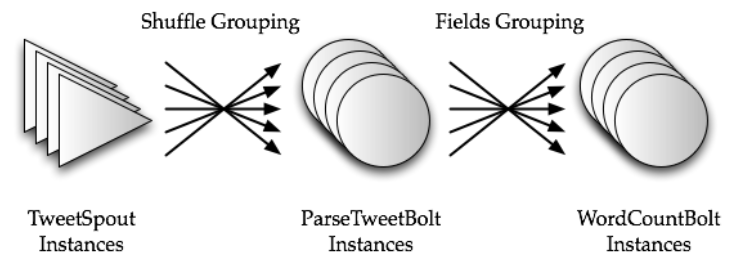 Shuffle Grouping
Fields Grouping
TweetSpout
Instances
ParseTweetBolt
Instances
WordCountBolt
Instances